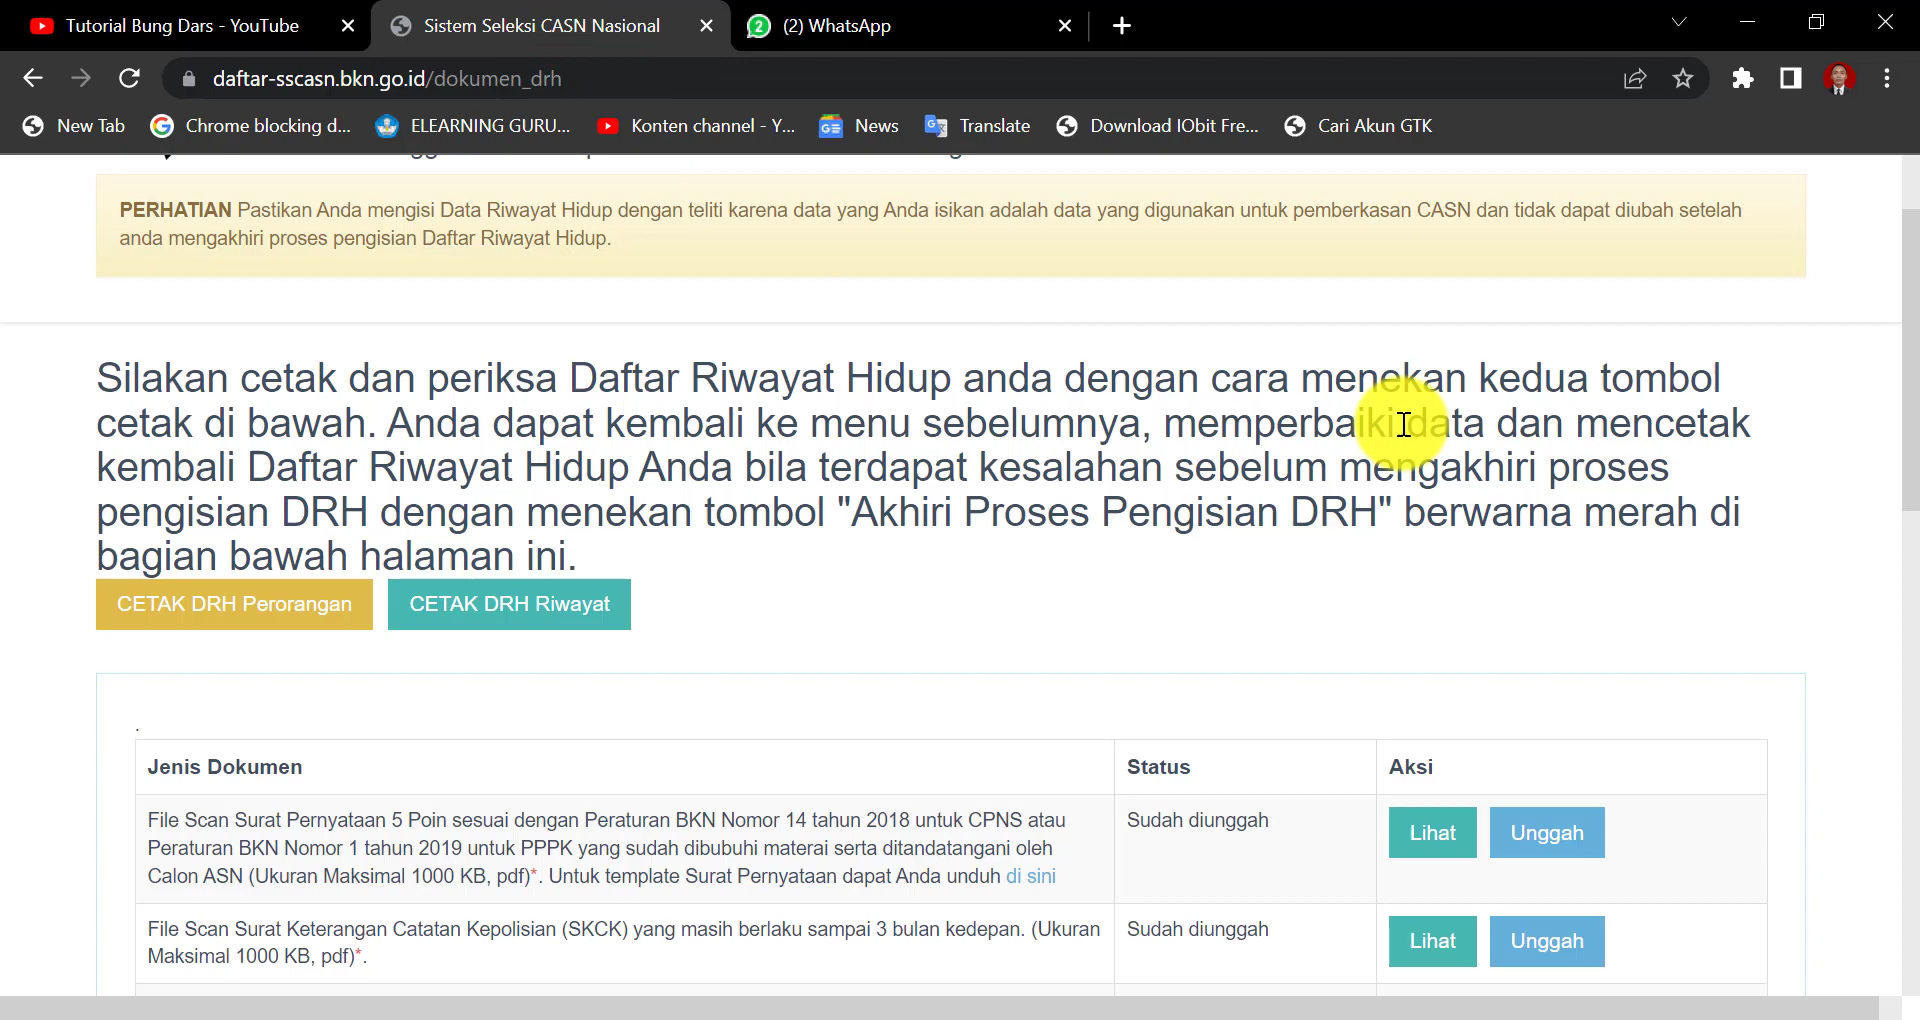 Tutorial Bung Dars - YouTube
Sistem Seleksi CASN Nasional
2
(2) WhatsApp
daftar-sscasn.bkn.go.id/dokumen_drh
New Tab
Chrome blocking d...
ELEARNING GURU...
Konten channel - Y...
News
Translate
Download IObit Fre...
Cari Akun GTK
PERHATIAN Pastikan Anda mengisi Data Riwayat Hidup dengan teliti karena data yang Anda isikan adalah data yang digunakan untuk pemberkasan CASN dan tidak dapat diubah setelah
anda mengakhiri proses pengisian Daftar Riwayat Hidup.
Silakan cetak dan periksa Daftar Riwayat Hidup anda dengan cara menekan kedua tombol
cetak di bawah. Anda dapat kembali ke menu sebelumnya, memperbaiki data dan mencetak
kembali Daftar Riwayat Hidup Anda bila terdapat kesalahan sebelum mengakhiri proses
pengisian DRH dengan menekan tombol "Akhiri Proses Pengisian DRH" berwarna merah di
bagian bawah halaman ini.
CETAK DRH Perorangan
CETAK DRH Riwayat
.
Jenis Dokumen
Status
Aksi
File Scan Surat Pernyataan 5 Poin sesuai dengan Peraturan BKN Nomor 14 tahun 2018 untuk CPNS atau
Peraturan BKN Nomor 1 tahun 2019 untuk PPPK yang sudah dibubuhi materai serta ditandatangani oleh
Calon ASN (Ukuran Maksimal 1000 KB, pdf)*. Untuk template Surat Pernyataan dapat Anda unduh di sini
Sudah diunggah
Lihat
Unggah
File Scan Surat Keterangan Catatan Kepolisian (SKCK) yang masih berlaku sampai 3 bulan kedepan. (Ukuran
Maksimal 1000 KB, pdf)*.
Sudah diunggah
Lihat
Unggah